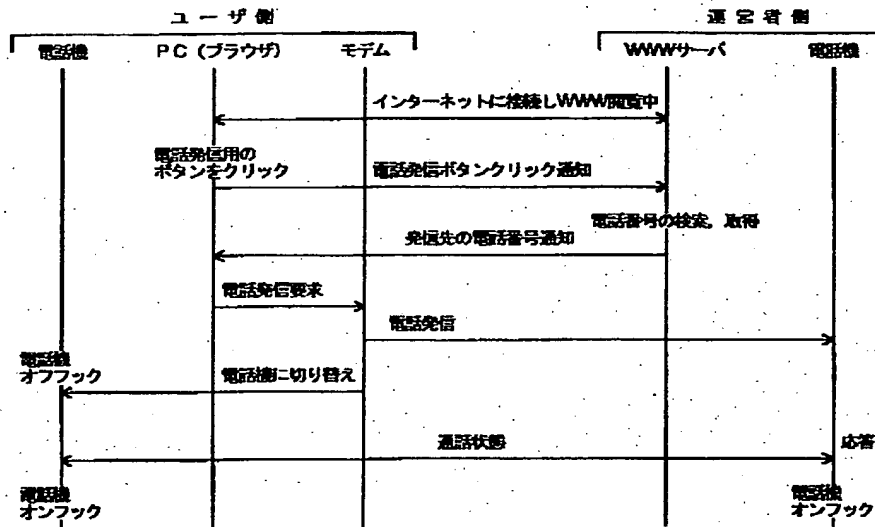 ユーザ側
運営者側
電話機
PC(ブラウザ)
モデム
WWWサーバ
電話機
インターネットに接続しWWW閲覧中
電話発信用の
ボタンをクリック
電話発信ボタンクリック通知
電話番号の検索,取得
発信先の電話番号通知
電話発信要求
電話発信
電話機
オフフック
電話機に切り替え
通話状態
応答
電話機
オンフック
電話機
オンフック